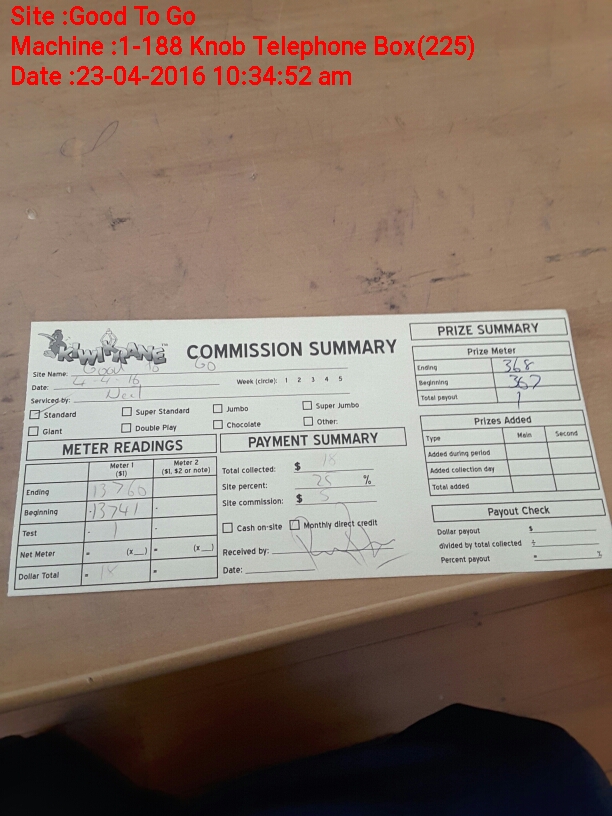 Site :Good To Go
Machine :1-188 Knob Telephone Box(225)
Date :23-04-2016 10:34:52 am
KIWIKRANE™
COMMISSION SUMMARY
Site Name: Good To Go
Date: 4-4-16 Week (circle): 1 2 3 4 5
Serviced by: Neil
Standard Super Standard Jumbo Super Jumbo
Giant Double Play Chocolate Other:
METER READINGS
Meter 1 ($1) Meter 2 ($1, $2 or note)
Ending 13760
Beginning - 13741 -
Test - 1 -
Net Meter = (x__) = (x__)
Dollar Total = 18 =
PAYMENT SUMMARY
Total collected: $ 18
Site percent: 25 %
Site commission: $ 5
Cash on-site Monthly direct credit
Received by:
Date:
PRIZE SUMMARY
Prize Meter
Ending 368
Beginning 367
Total payout 1
Prizes Added
Type Main Second
Added during period
Added collection day
Total added
Payout Check
Dollar payout $
divided by total collected ÷
Percent payout = %